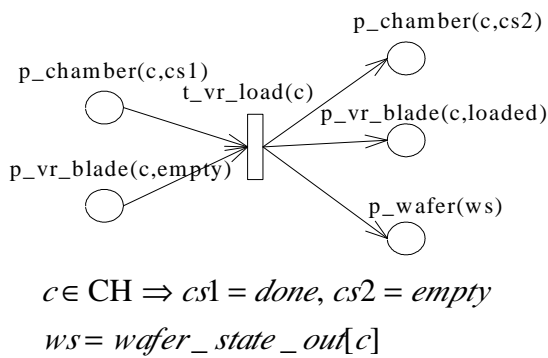 p_chamber(c,cs2)
p_chamber(c,cs1)
t_vr_load(c)
p_vr_blade(c,loaded)
p_vr_blade(c,empty)
p_wafer(ws)
c ∈ CH ⇒ cs1 = done, cs2 = empty
ws = wafer_state_out[c]